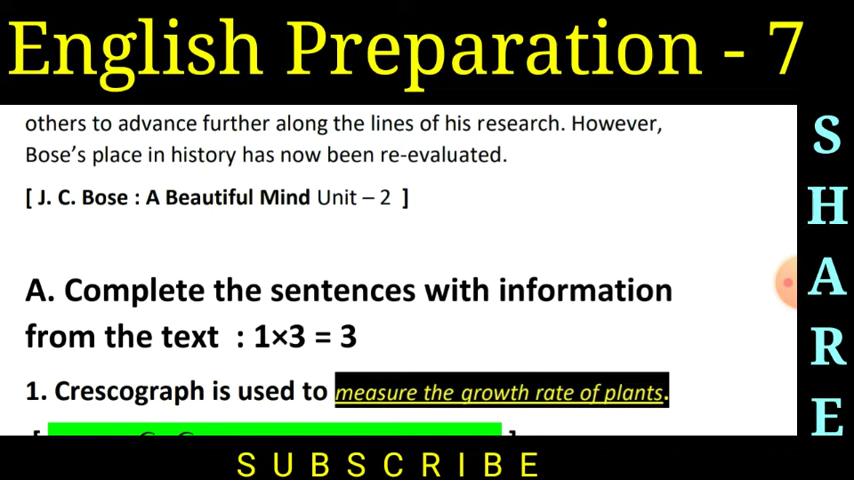 English Preparation - 7
others to advance further along the lines of his research. However,
Bose's place in history has now been re-evaluated.
[ J. C. Bose : A Beautiful Mind Unit – 2 ]
A. Complete the sentences with information
from the text : 1×3 = 3
1. Crescograph is used to measure the growth rate of plants.
[ ]
SHARE
SUBSCRIBE